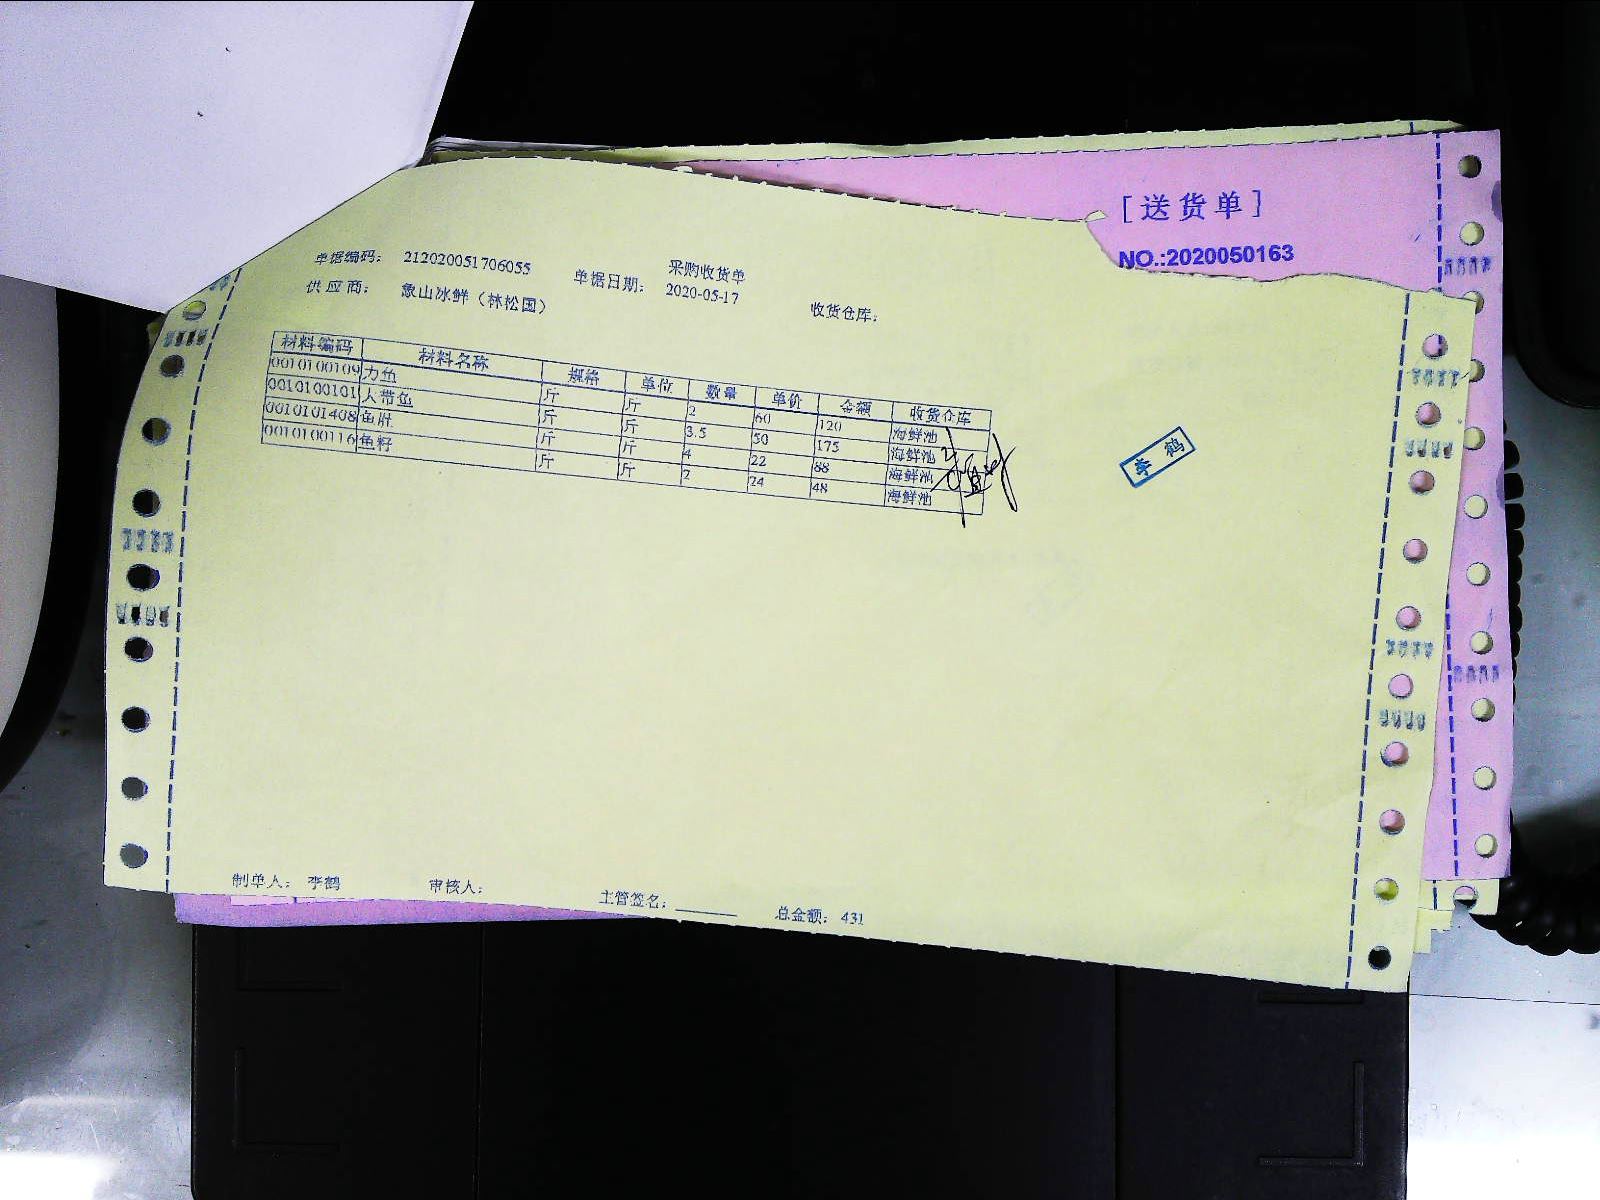 [送货单]
NO.:2020050163
采购收货单
单据编码: 212020051706055 单据日期: 2020-05-17 收货仓库:
供应商: 象山冰鲜(林松国)
材料编码 材料名称 规格 单位 数量 单价 金额 收货仓库
0010100109 力鱼 斤 斤 2 60 120 海鲜池
0010100101 大带鱼 斤 斤 3.5 50 175 海鲜池
0010101408 鱼肚 斤 斤 4 22 88 海鲜池
0010100116 鱼籽 斤 斤 2 24 48 海鲜池
李鹤
制单人: 李鹤 审核人: 主管签名: 总金额: 431